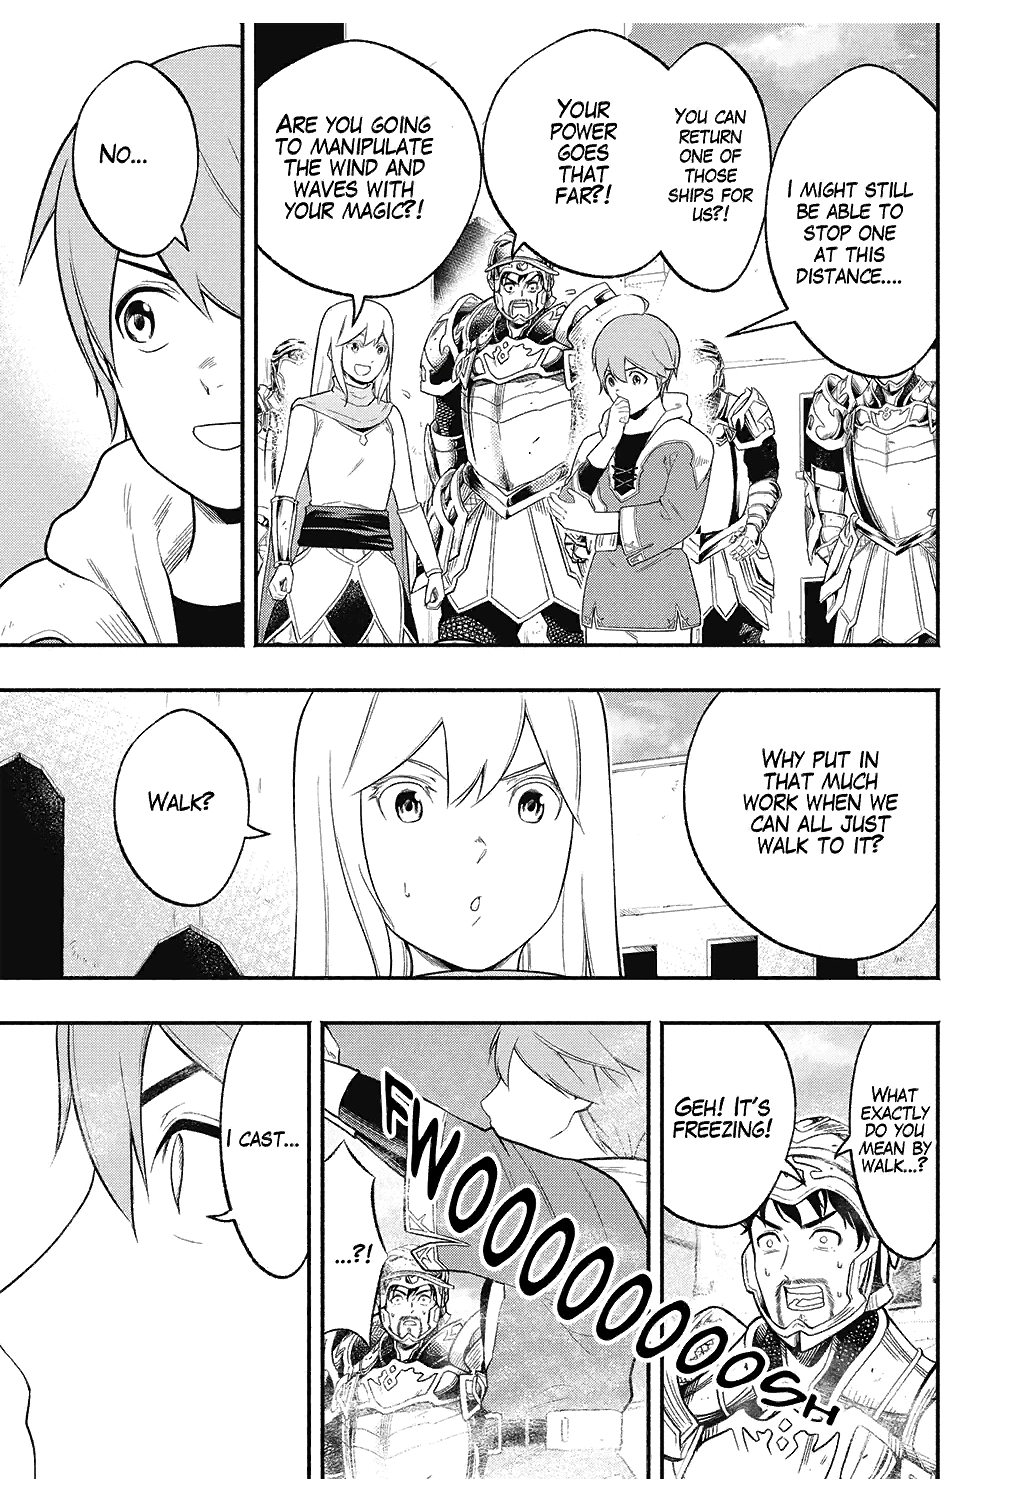 I MIGHT STILL
BE ABLE TO
STOP ONE
AT THIS
DISTANCE....
YOU CAN
RETURN
ONE OF
THOSE
SHIPS FOR
US?!
YOUR
POWER
GOES
THAT
FAR?!
ARE YOU GOING
TO MANIPULATE
THE WIND AND
WAVES WITH
YOUR MAGIC?!
NO...
WHY PUT IN
THAT MUCH
WORK WHEN WE
CAN ALL JUST
WALK TO IT?
WALK?
WHAT
EXACTLY
DO YOU
MEAN BY
WALK...?
GEH! IT'S
FREEZING!
FWOOOOOOOOSH
...?!
I CAST...